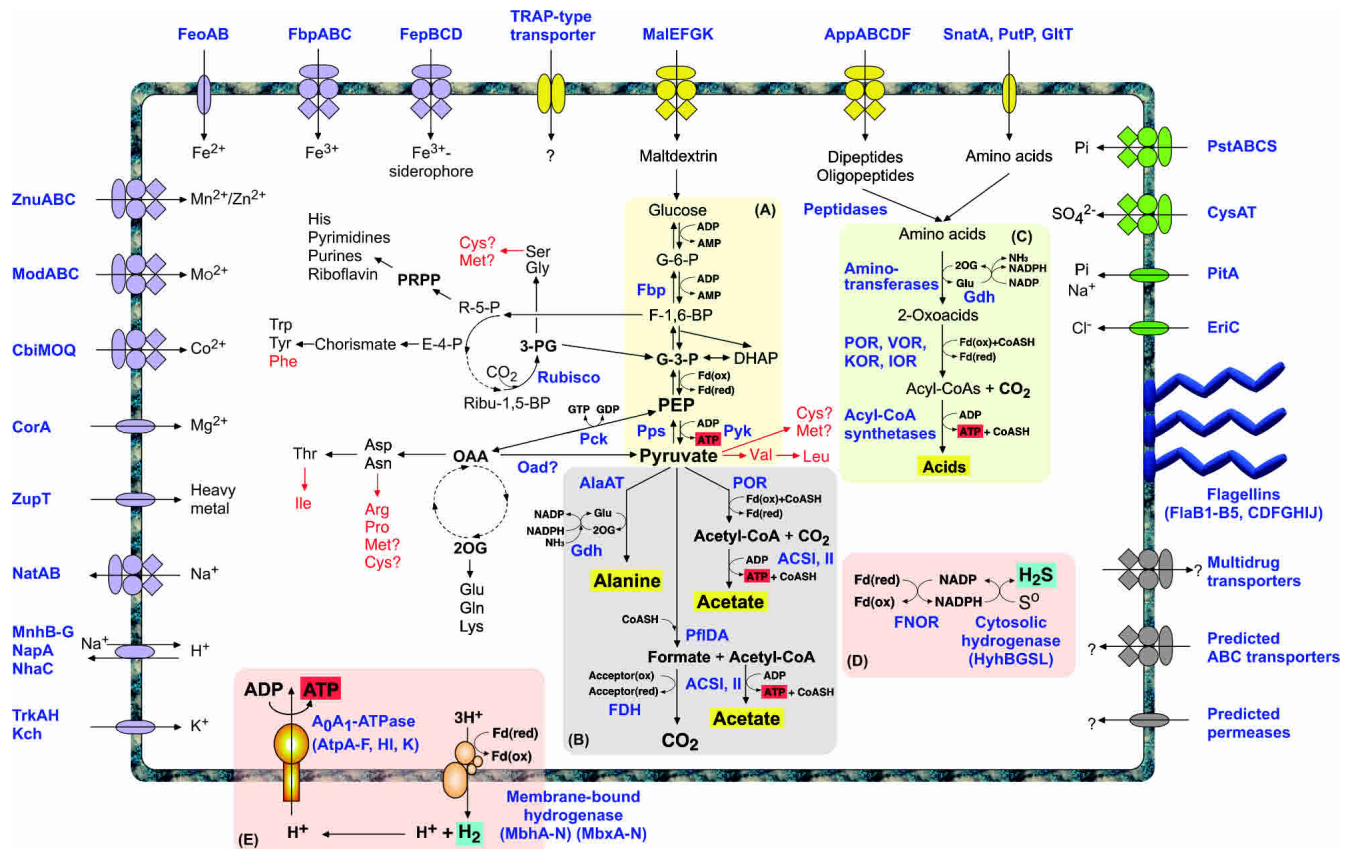 FeoAB
FbpABC
FepBCD
TRAP-type
transporter
MalEFGK
AppABCDF
SnatA, PutP, GltT
Fe2+
Fe3+
Fe3+-
siderophore
?
Maltdextrin
Dipeptides
Oligopeptides
Amino acids
Peptidases
ZnuABC
Mn2+/Zn2+
ModABC
Mo2+
CbiMOQ
Co2+
CorA
Mg2+
ZupT
Heavy
metal
NatAB
Na+
MnhB-G
NapA
NhaC
Na+
H+
TrkAH
Kch
K+
Pi
PstABCS
SO42-
CysAT
Pi
Na+
PitA
Cl-
EriC
Flagellins
(FlaB1-B5, CDFGHIJ)
?
Multidrug
transporters
?
Predicted
ABC transporters
?
Predicted
permeases
(A)
Glucose
ADP
AMP
G-6-P
Fbp
ADP
AMP
F-1,6-BP
G-3-P
DHAP
Fd(ox)
Fd(red)
PEP
Pps
ADP
ATP
Pyk
Pyruvate
His
Pyrimidines
Purines
Riboflavin
PRPP
R-5-P
Cys?
Met?
Ser
Gly
3-PG
Trp
Tyr
Phe
Chorismate
E-4-P
CO2
Rubisco
Ribu-1,5-BP
GTP
GDP
Pck
Oad?
OAA
Asp
Asn
Thr
Ile
Arg
Pro
Met?
Cys?
2OG
Glu
Gln
Lys
Cys?
Met?
Val
Leu
(C)
Amino acids
Amino-
transferases
2OG
Glu
NH3
NADPH
NADP
Gdh
2-Oxoacids
POR, VOR,
KOR, IOR
Fd(ox)+CoASH
Fd(red)
Acyl-CoAs + CO2
Acyl-CoA
synthetases
ADP
ATP + CoASH
Acids
AlaAT
POR
NADP
NADPH
NH3
Glu
2OG
Gdh
Alanine
Fd(ox)+CoASH
Fd(red)
Acetyl-CoA + CO2
ADP
ATP + CoASH
ACSI, II
Acetate
CoASH
PflDA
Formate + Acetyl-CoA
Acceptor(ox)
Acceptor(red)
FDH
ACSI, II
ADP
ATP + CoASH
Acetate
CO2
(B)
Fd(red)
Fd(ox)
FNOR
NADP
NADPH
H2S
So
Cytosolic
hydrogenase
(HyhBGSL)
(D)
ADP
ATP
A0A1-ATPase
(AtpA-F, HI, K)
3H+
Fd(red)
Fd(ox)
Membrane-bound
hydrogenase
(MbhA-N) (MbxA-N)
H+
H+ + H2
(E)